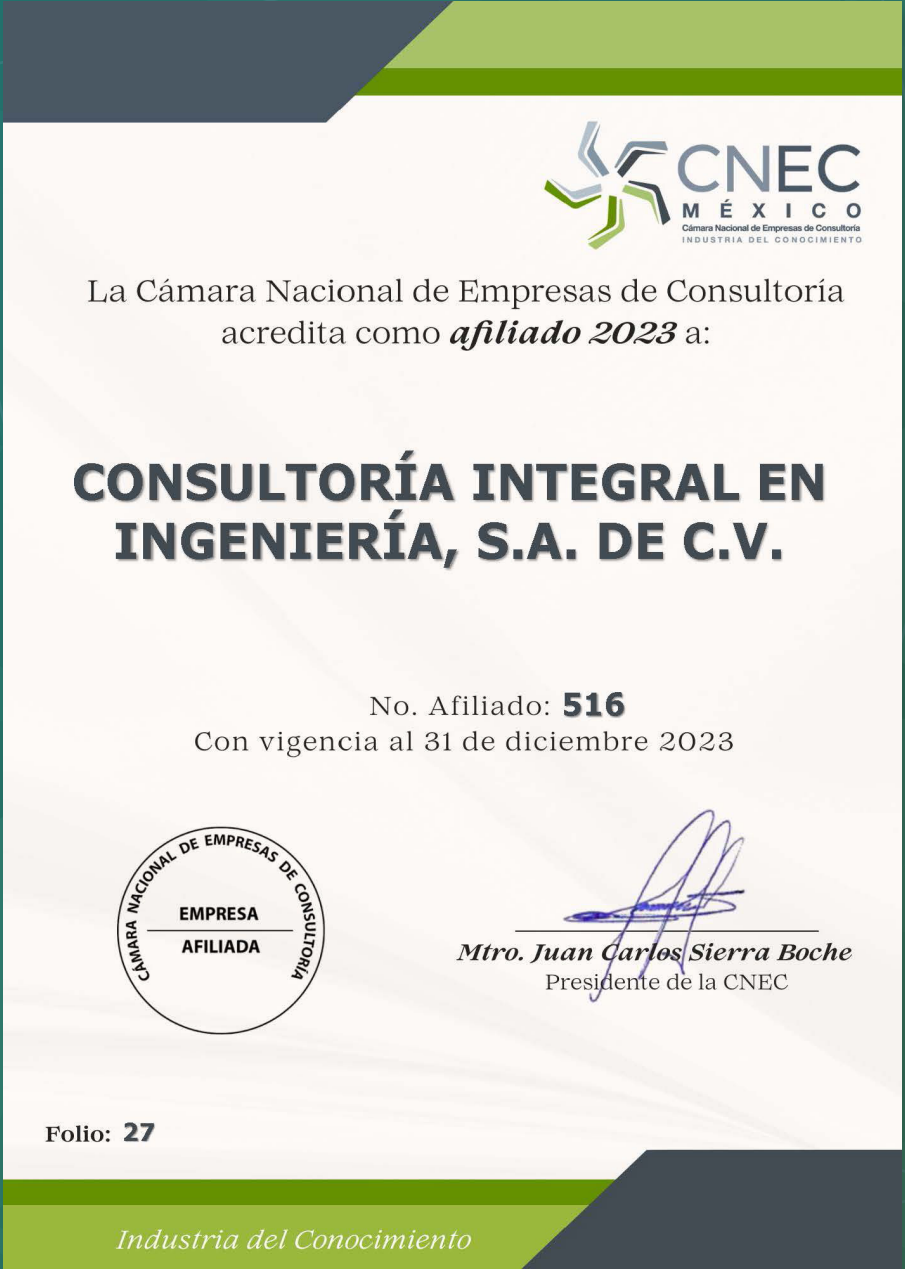 CNEC
MÉXICO
Cámara Nacional de Empresas de Consultoría
INDUSTRIA DEL CONOCIMIENTO
La Cámara Nacional de Empresas de Consultoría
acredita como afiliado 2023 a:
CONSULTORÍA INTEGRAL EN
INGENIERÍA, S.A. DE C.V.
No. Afiliado: 516
Con vigencia al 31 de diciembre 2023
CÁMARA NACIONAL DE EMPRESAS DE CONSULTORÍA
EMPRESA
AFILIADA
Mtro. Juan Carlos Sierra Boche
Presidente de la CNEC
Folio: 27
Industria del Conocimiento